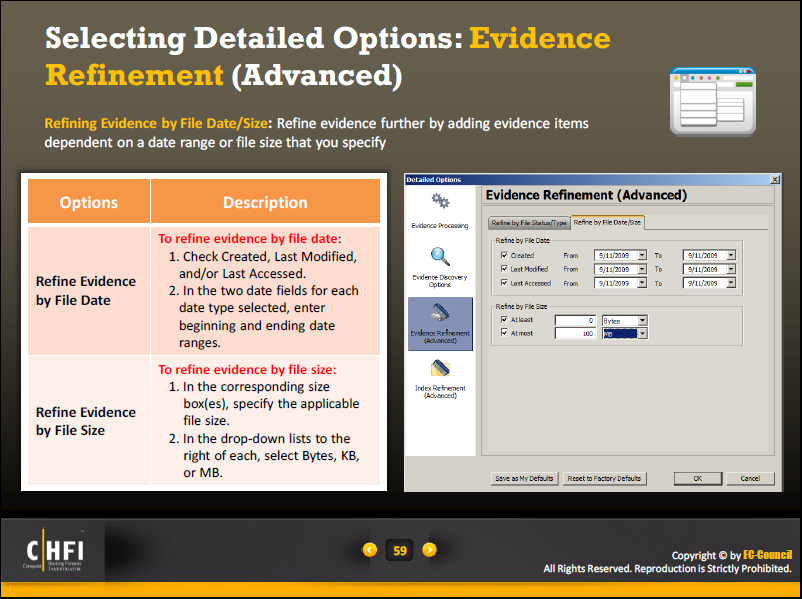 Selecting Detailed Options: Evidence
Refinement (Advanced)
Refining Evidence by File Date/Size: Refine evidence further by adding evidence items
dependent on a date range or file size that you specify
Options
Description
Refine Evidence
by File Date
To refine evidence by file date:
1. Check Created, Last Modified,
and/or Last Accessed.
2. In the two date fields for each
date type selected, enter
beginning and ending date
ranges.
Refine Evidence
by File Size
To refine evidence by file size:
1. In the corresponding size
box(es), specify the applicable
file size.
2. In the drop-down lists to the
right of each, select Bytes, KB,
or MB.
Detailed Options
Evidence Processing
Evidence Discovery
Options
Evidence Refinement
(Advanced)
Index Refinement
(Advanced)
Evidence Refinement (Advanced)
Refine by File Status/Type
Refine by File Date/Size
Refine by File Date
Created From 9/11/2009 To 9/11/2009
Last Modified From 9/11/2009 To 9/11/2009
Last Accessed From 9/11/2009 To 9/11/2009
Refine by File Size
At least 0 Bytes
At most 100 MB
Save as My Defaults
Reset to Factory Defaults
OK
Cancel
CHFI
Computer Hacking Forensic
INVESTIGATOR
59
Copyright © by EC-Council
All Rights Reserved. Reproduction is Strictly Prohibited.